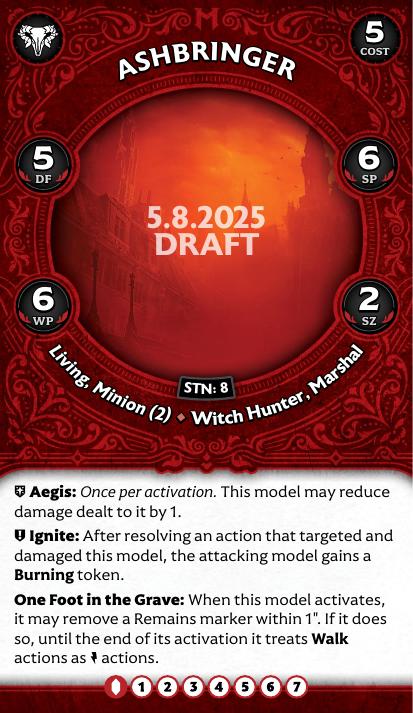 ASHBRINGER
5
COST
5
DF
6
SP
5.8.2025
DRAFT
6
WP
2
SZ
STN: 8
Living, Minion (2) ◆ Witch Hunter, Marshal
Aegis: Once per activation. This model may reduce
damage dealt to it by 1.
Ignite: After resolving an action that targeted and
damaged this model, the attacking model gains a
Burning token.
One Foot in the Grave: When this model activates,
it may remove a Remains marker within 1". If it does
so, until the end of its activation it treats Walk
actions as actions.
1 2 3 4 5 6 7